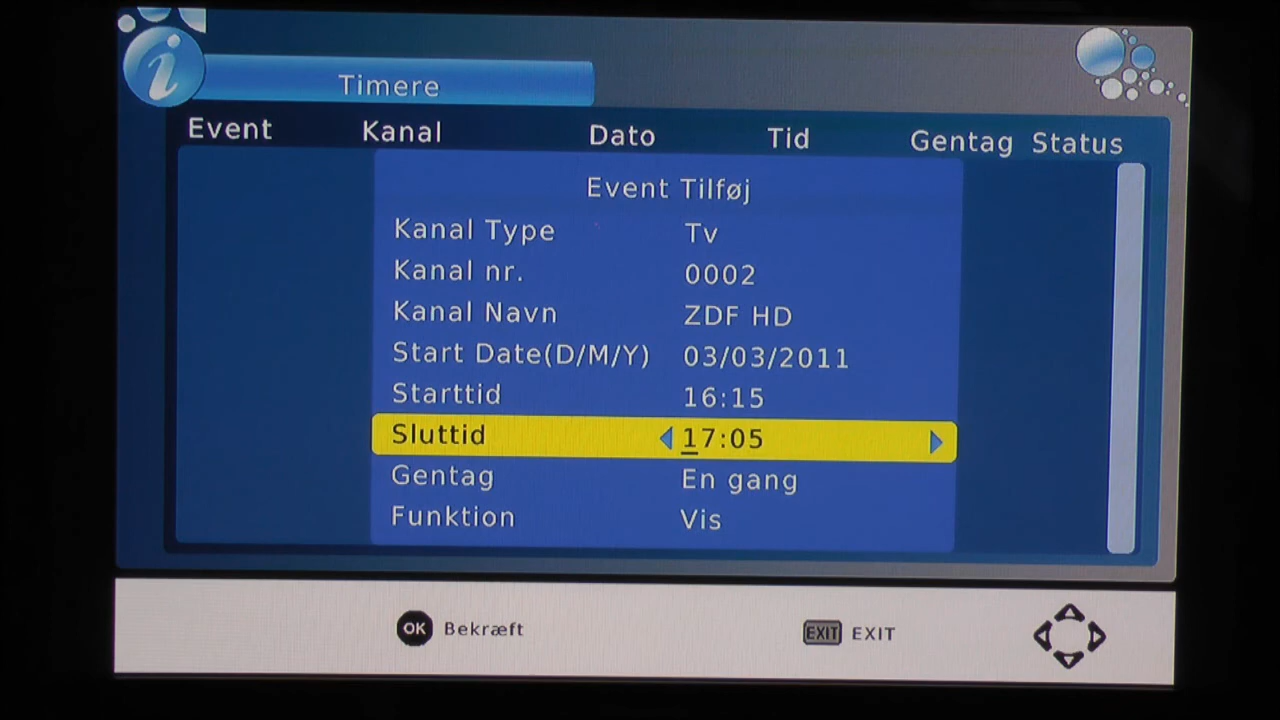 i
Timere
Event Kanal Dato Tid Gentag Status
Event Tilføj
Kanal Type Tv
Kanal nr. 0002
Kanal Navn ZDF HD
Start Date(D/M/Y) 03/03/2011
Starttid 16:15
Sluttid 17:05
Gentag En gang
Funktion Vis
OK Bekræft EXIT EXIT